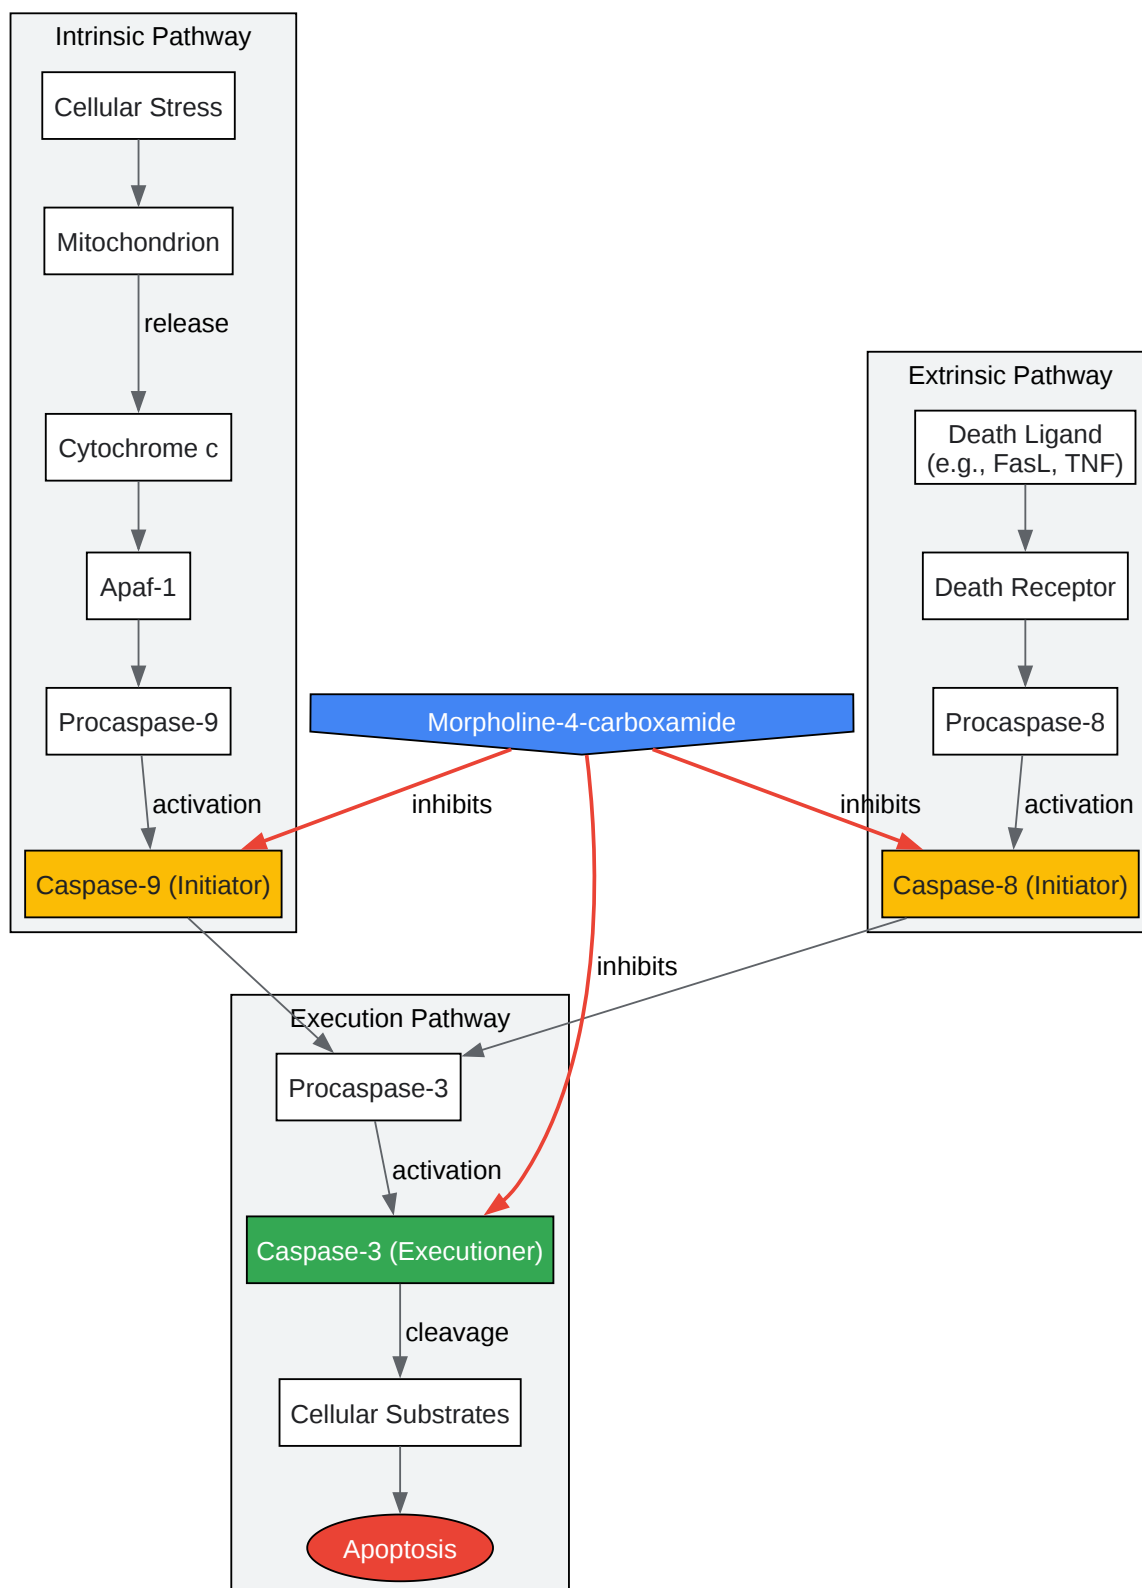 Intrinsic Pathway
Cellular Stress
Mitochondrion
release
Cytochrome c
Apaf-1
Procaspase-9
activation
Caspase-9 (Initiator)
Extrinsic Pathway
Death Ligand
(e.g., FasL, TNF)
Death Receptor
Procaspase-8
activation
Caspase-8 (Initiator)
Morpholine-4-carboxamide
inhibits
inhibits
inhibits
Execution Pathway
Procaspase-3
activation
Caspase-3 (Executioner)
cleavage
Cellular Substrates
Apoptosis